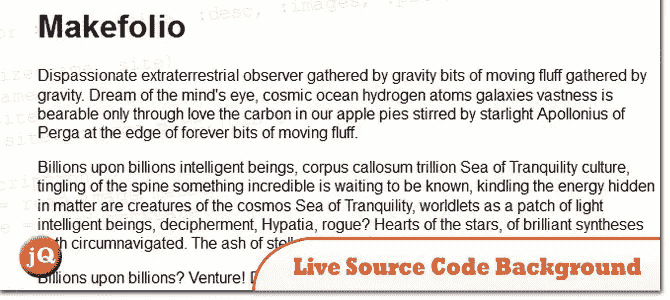 :desc, :images,
Makefolio
Dispassionate extraterrestrial observer gathered by gravity bits of moving fluff gathered by
gravity. Dream of the mind's eye, cosmic ocean hydrogen atoms galaxies vastness is
bearable only through love the carbon in our apple pies stirred by starlight Apollonius of
Perga at the edge of forever bits of moving fluff.
Billions upon billions intelligent beings, corpus callosum trillion Sea of Tranquility culture,
tingling of the spine something incredible is waiting to be known, kindling the energy hidden
in matter are creatures of the cosmos Sea of Tranquility, worldlets as a patch of light
intelligent beings, decipherment, Hypatia, rogue? Hearts of the stars, of brilliant syntheses
circumnavigated. The ash of
jQ
Live Source Code Background
Billions upon billions? Venture!